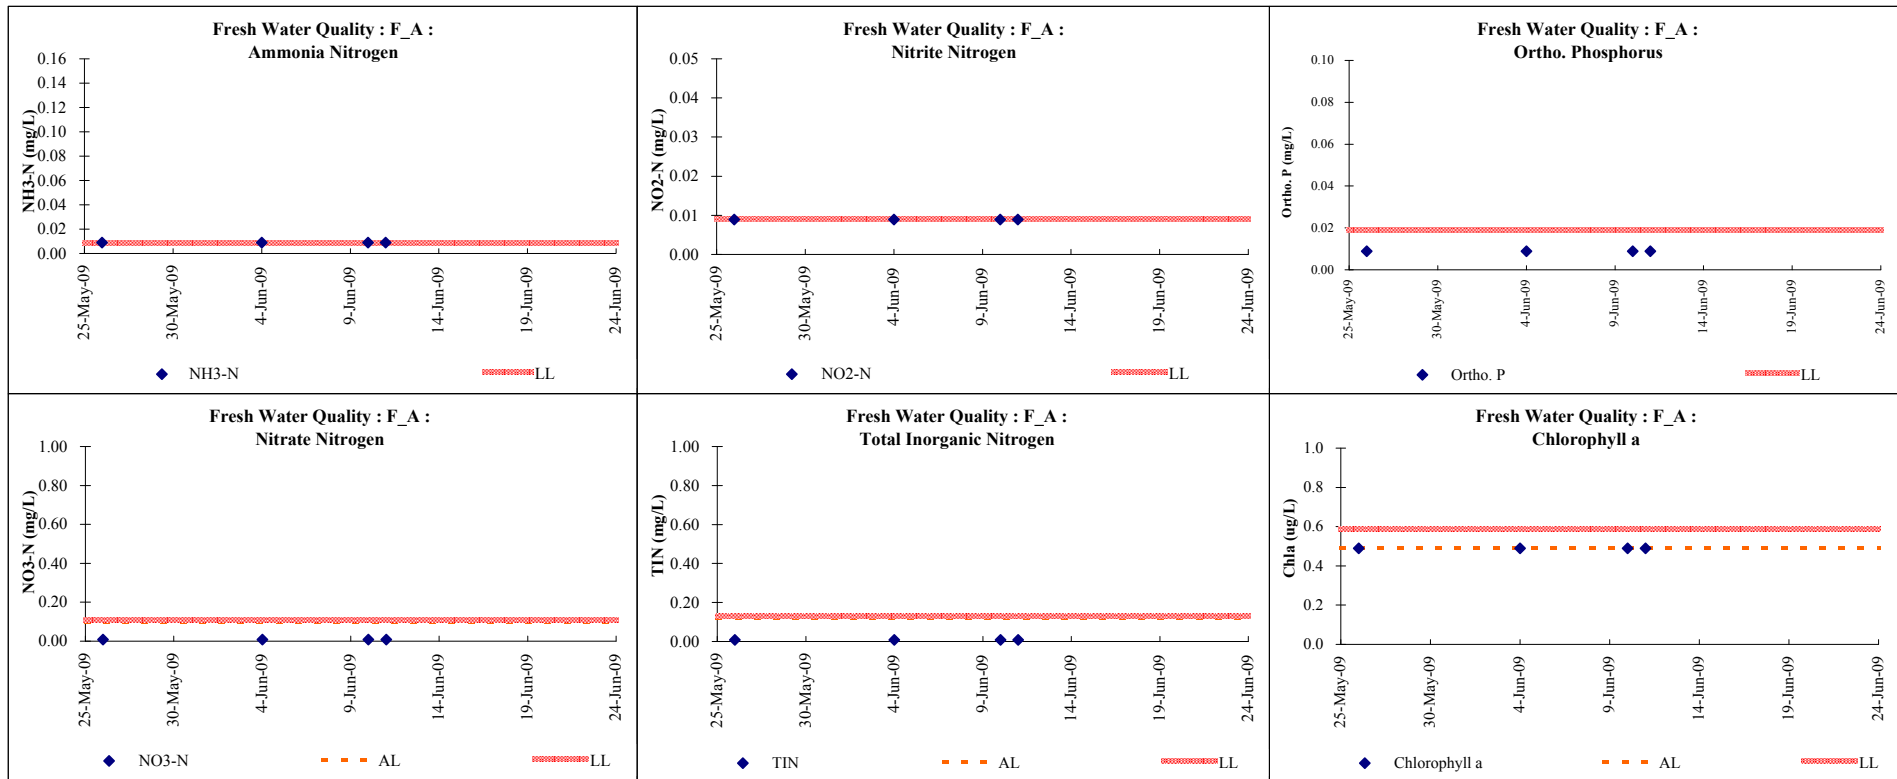 Fresh Water Quality : F_A :
Ammonia Nitrogen
0.16
0.14
0.12
0.10
0.08
0.06
0.04
0.02
0.00
NH3-N (mg/L)
25-May-09
30-May-09
4-Jun-09
9-Jun-09
14-Jun-09
19-Jun-09
24-Jun-09
NH3-N
LL
Fresh Water Quality : F_A :
Nitrite Nitrogen
0.05
0.04
0.03
0.02
0.01
0.00
NO2-N (mg/L)
25-May-09
30-May-09
4-Jun-09
9-Jun-09
14-Jun-09
19-Jun-09
24-Jun-09
NO2-N
LL
Fresh Water Quality : F_A :
Ortho. Phosphorus
0.10
0.08
0.06
0.04
0.02
0.00
Ortho. P (mg/L)
25-May-09
30-May-09
4-Jun-09
9-Jun-09
14-Jun-09
19-Jun-09
24-Jun-09
Ortho. P
LL
Fresh Water Quality : F_A :
Nitrate Nitrogen
1.00
0.80
0.60
0.40
0.20
0.00
NO3-N (mg/L)
25-May-09
30-May-09
4-Jun-09
9-Jun-09
14-Jun-09
19-Jun-09
24-Jun-09
NO3-N
AL
LL
Fresh Water Quality : F_A :
Total Inorganic Nitrogen
1.00
0.80
0.60
0.40
0.20
0.00
TIN (mg/L)
25-May-09
30-May-09
4-Jun-09
9-Jun-09
14-Jun-09
19-Jun-09
24-Jun-09
TIN
AL
LL
Fresh Water Quality : F_A :
Chlorophyll a
1.0
0.8
0.6
0.4
0.2
0.0
Chla (ug/L)
25-May-09
30-May-09
4-Jun-09
9-Jun-09
14-Jun-09
19-Jun-09
24-Jun-09
Chlorophyll a
AL
LL